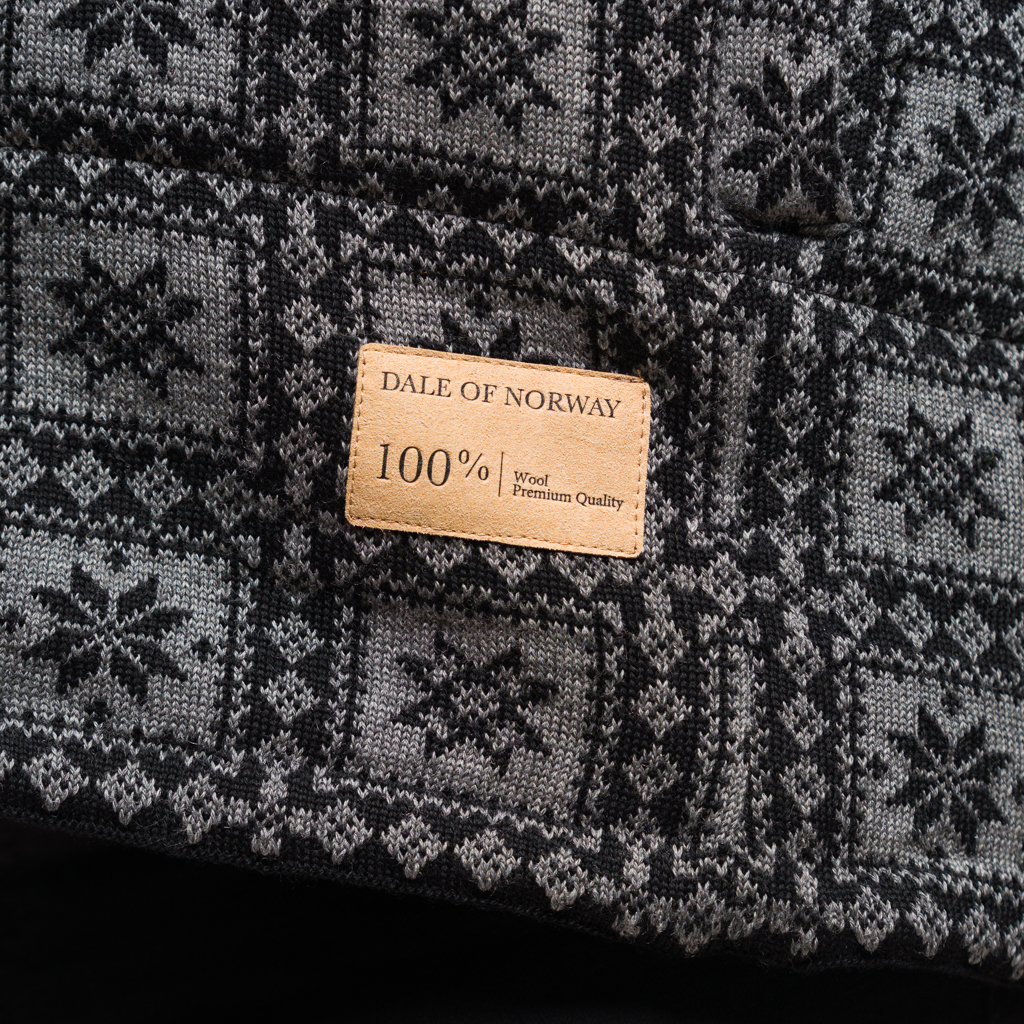 DALE OF NORWAY
100% Wool
Premium Quality